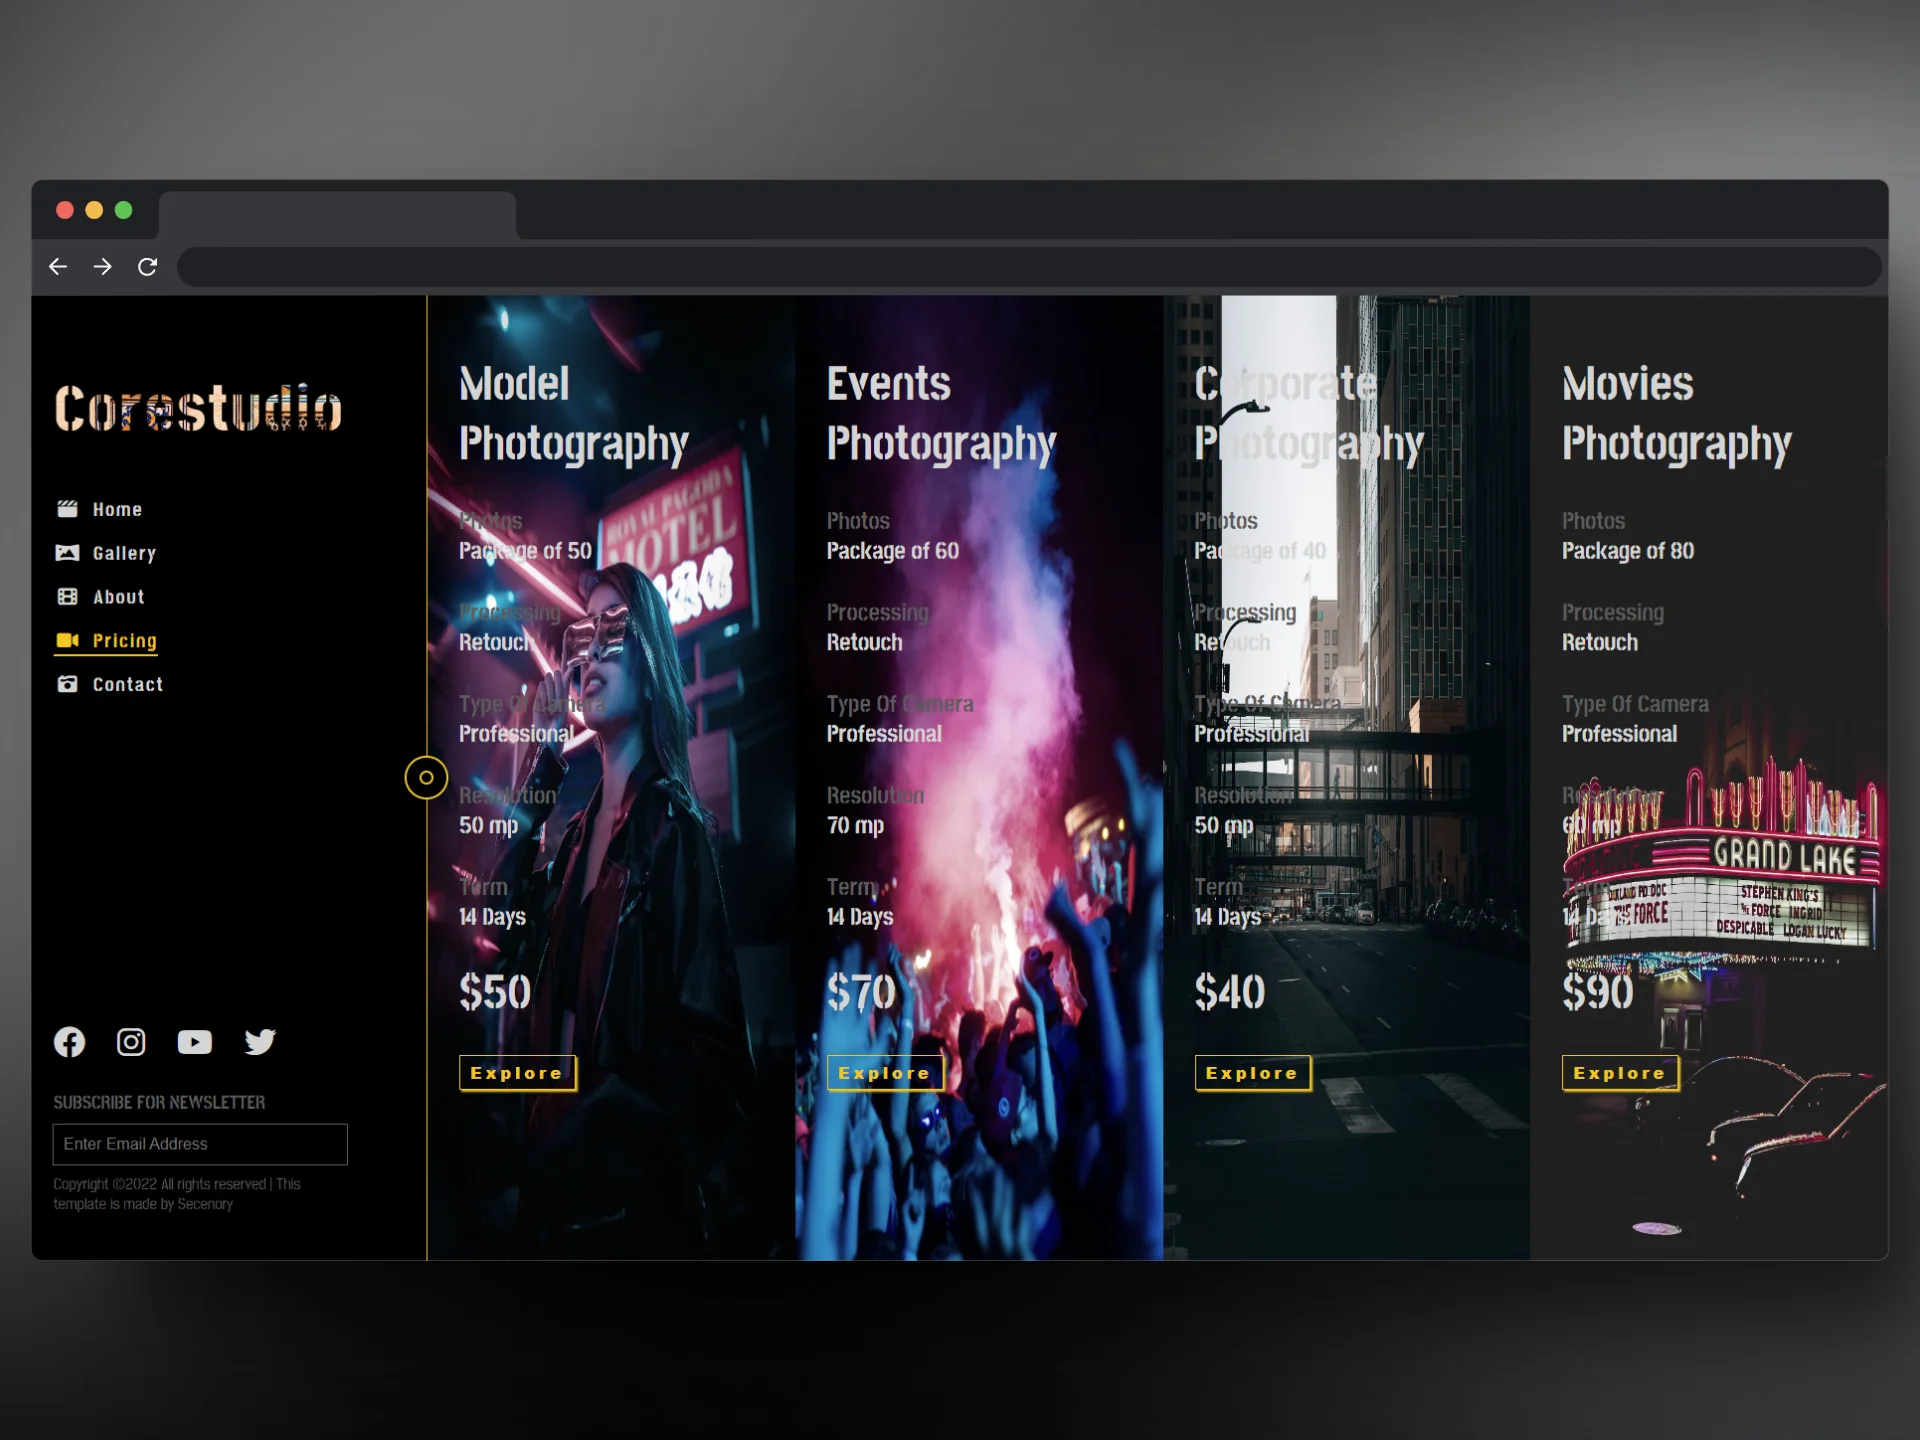 Corestudio
Home
Gallery
About
Pricing
Contact
SUBSCRIBE FOR NEWSLETTER
Enter Email Address
Copyright ©2022 All rights reserved | This
template is made by Secenory
Model
Photography
Photos
Package of 50
Processing
Retouch
Type Of Camera
Professional
Resolution
50 mp
Term
14 Days
$50
Explore
ROYAL PAGODA
MOTEL
Events
Photography
Photos
Package of 60
Processing
Retouch
Type Of Camera
Professional
Resolution
70 mp
Term
14 Days
$70
Explore
Corporate
Photography
Photos
Package of 40
Processing
Retouch
Type Of Camera
Professional
Resolution
50 mp
Term
14 Days
$40
Explore
Movies
Photography
Photos
Package of 80
Processing
Retouch
Type Of Camera
Professional
Resolution
60 mp
Term
14 Days
$90
Explore
GRAND LAKE
THE FORCE
STEPHEN KING'S
FORCE INGRID
DESPICABLE LOGAN LUCKY